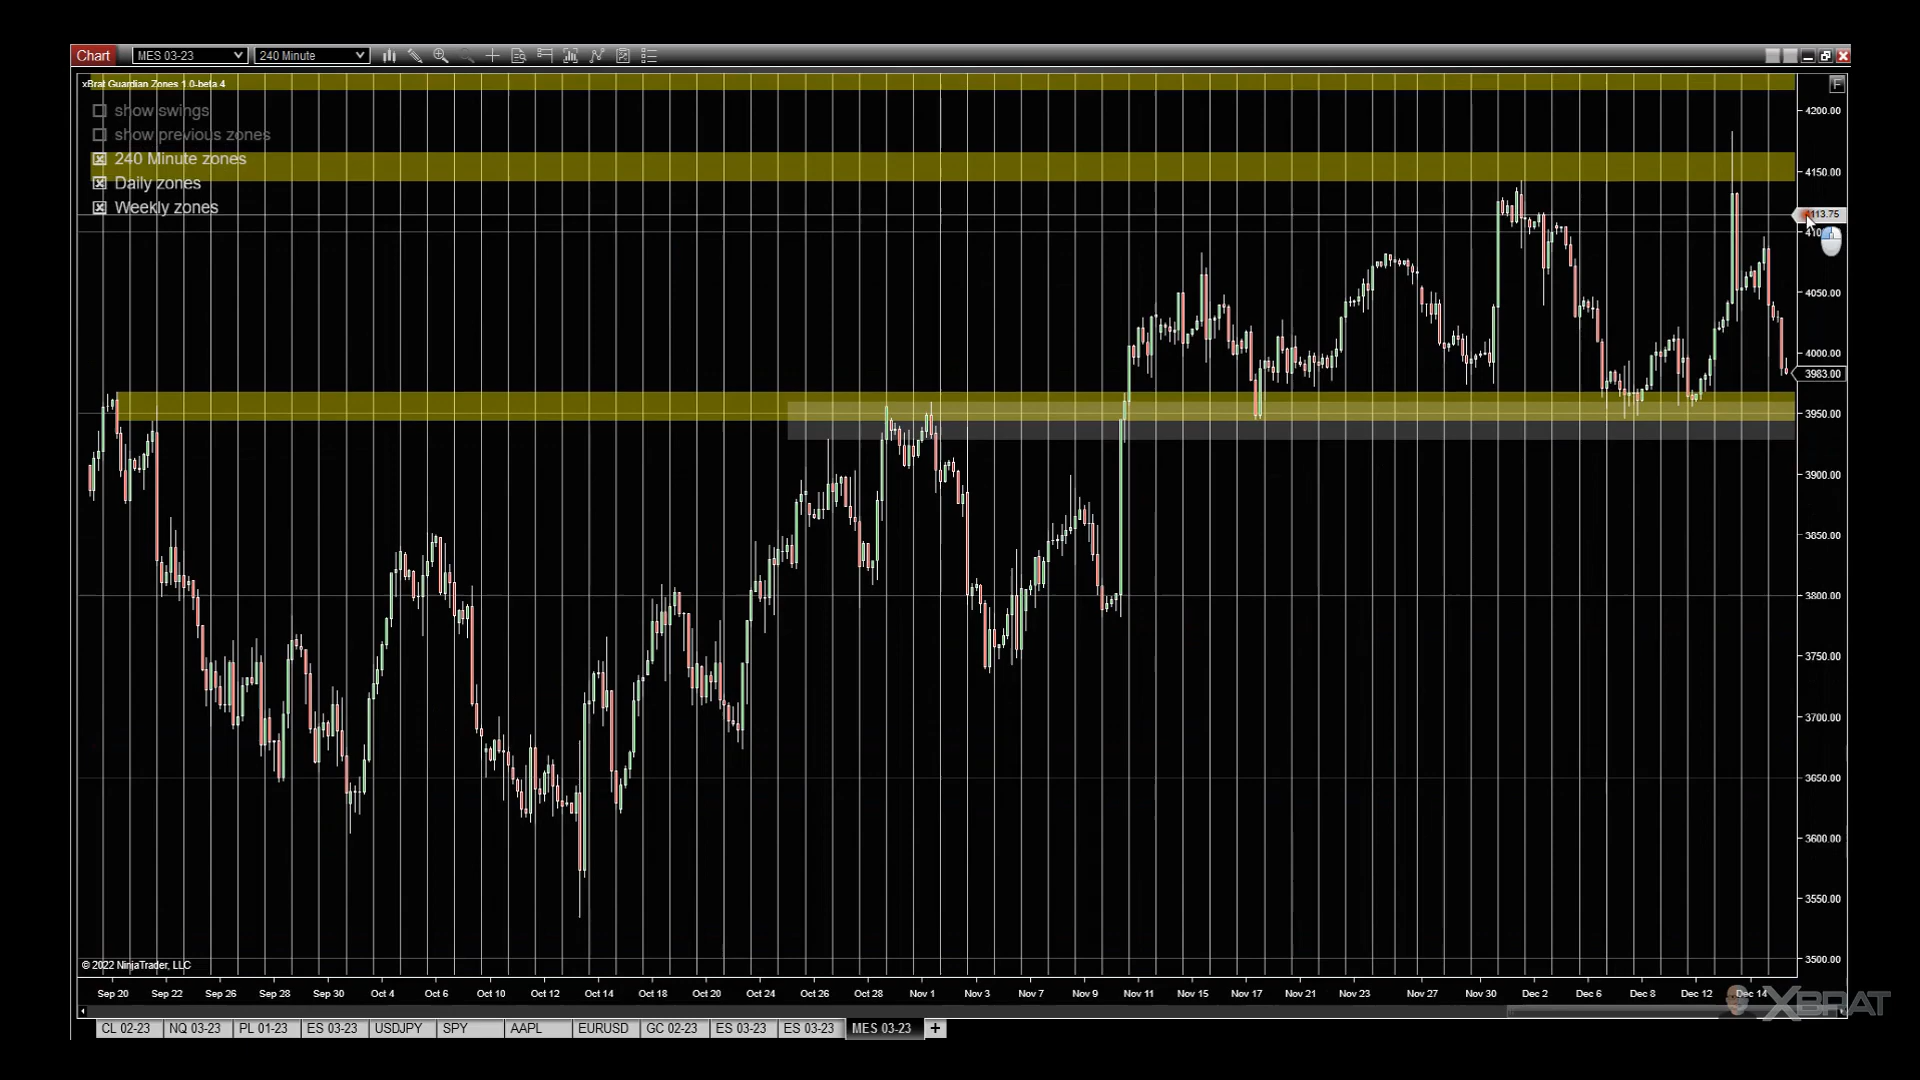 Chart MES 03-23 240 Minute
xBrat Guardian Zones 1.0-beta 4
F
show swings
show previous zones
240 Minute zones
Daily zones
Weekly zones
4200.00
4150.00
4113.75
4050.00
4000.00
3983.00
3950.00
3900.00
3850.00
3800.00
3750.00
3700.00
3650.00
3600.00
3550.00
3500.00
© 2022 NinjaTrader, LLC
Sep 20 Sep 22 Sep 26 Sep 28 Sep 30 Oct 4 Oct 6 Oct 10 Oct 12 Oct 14 Oct 18 Oct 20 Oct 24 Oct 26 Oct 28 Nov 1 Nov 3 Nov 7 Nov 9 Nov 11 Nov 15 Nov 17 Nov 21 Nov 23 Nov 27 Nov 30 Dec 2 Dec 6 Dec 8 Dec 12 Dec 14
XBRAT
CL 02-23 NQ 03-23 PL 01-23 ES 03-23 USDJPY SPY AAPL EURUSD GC 02-23 ES 03-23 ES 03-23 MES 03-23 +